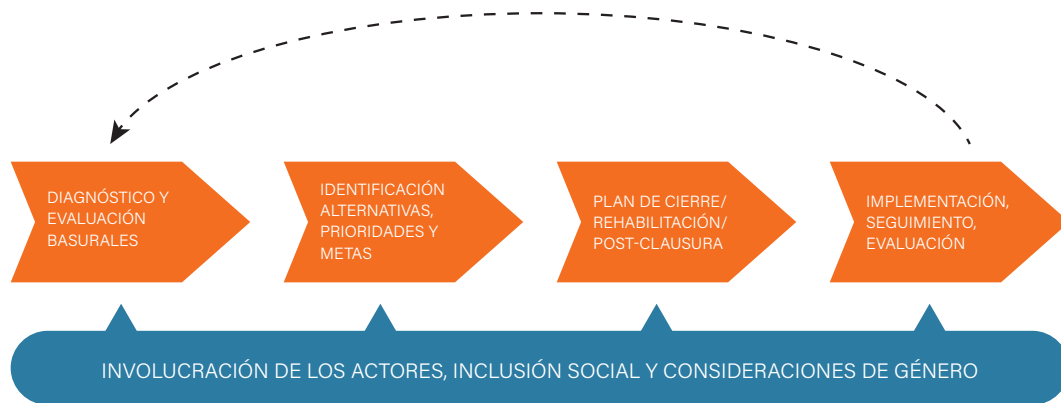 DIAGNÓSTICO Y
EVALUACIÓN
BASURALES
IDENTIFICACIÓN
ALTERNATIVAS,
PRIORIDADES Y
METAS
PLAN DE CIERRE/
REHABILITACIÓN/
POST-CLAUSURA
IMPLEMENTACIÓN,
SEGUIMIENTO,
EVALUACIÓN
INVOLUCRACIÓN DE LOS ACTORES, INCLUSIÓN SOCIAL Y CONSIDERACIONES DE GÉNERO